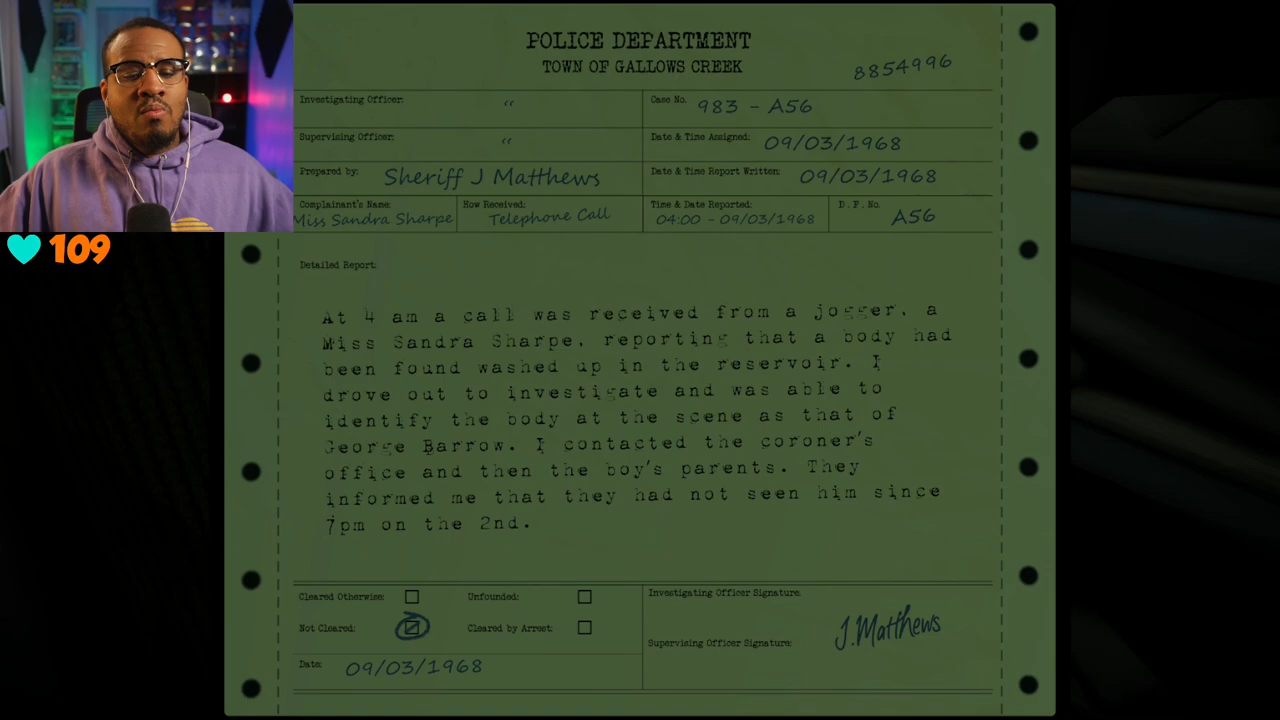 POLICE DEPARTMENT
TOWN OF GALLOWS CREEK
8854996
Investigating Officer: "
Case No. 983 - A56
Supervising Officer: "
Date & Time Assigned: 09/03/1968
Prepared by: Sheriff J Matthews
Date & Time Report Written: 09/03/1968
Complainant's Name: Miss Sandra Sharpe
How Received: Telephone Call
Time & Date Reported: 04:00 - 09/03/1968
D.F. No. A56
109
Detailed Report:
At 4 am a call was received from a jogger, a
Miss Sandra Sharpe, reporting that a body had
been found washed up in the reservoir. I
drove out to investigate and was able to
identify the body at the scene as that of
George Barrow. I contacted the coroner's
office and then the boy's parents. They
informed me that they had not seen him since
7pm on the 2nd.
Cleared Otherwise:
Unfounded:
Not Cleared:
Cleared by Arrest:
Date: 09/03/1968
Investigating Officer Signature:
Supervising Officer Signature:
J.Matthews